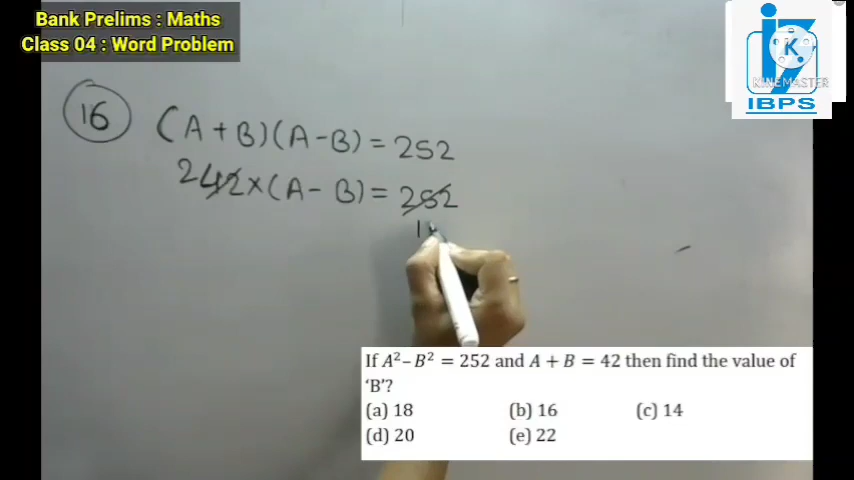 Bank Prelims : Maths
Class 04 : Word Problem
KINEMASTER
IBPS
16 (A + B)(A - B) = 252
242 × (A - B) = 252
If A² – B² = 252 and A + B = 42 then find the value of
‘B’?
(a) 18 (b) 16 (c) 14
(d) 20 (e) 22